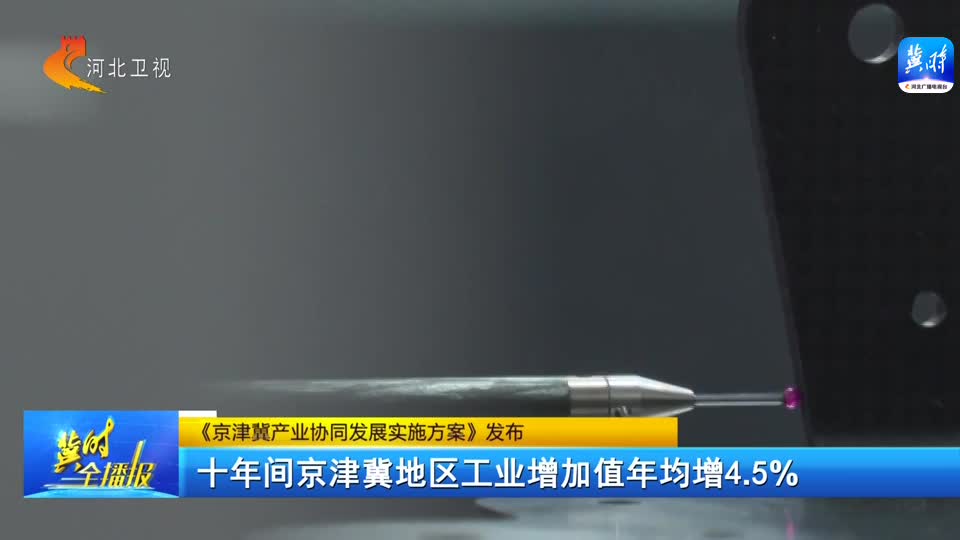 河北卫视
冀时
河北广播电视台
《京津冀产业协同发展实施方案》发布
冀时
全播报
十年间京津冀地区工业增加值年均增4.5%